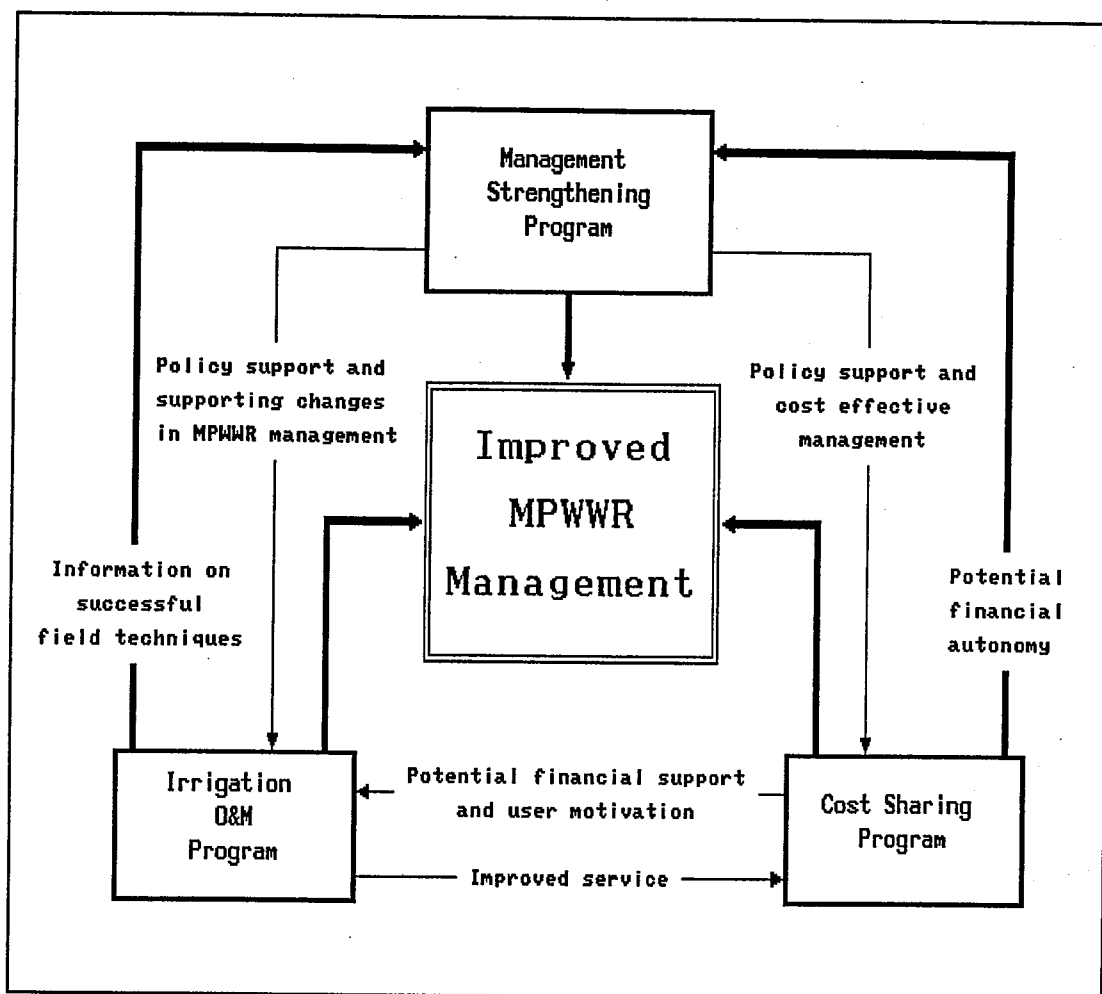 Management
Strengthening
Program
Policy support and
supporting changes
in MPWWR management
Policy support and
cost effective
management
Improved
MPWWR
Management
Information on
successful
field techniques
Potential
financial
autonomy
Irrigation
O&M
Program
Potential financial support
and user motivation
Cost Sharing
Program
Improved service